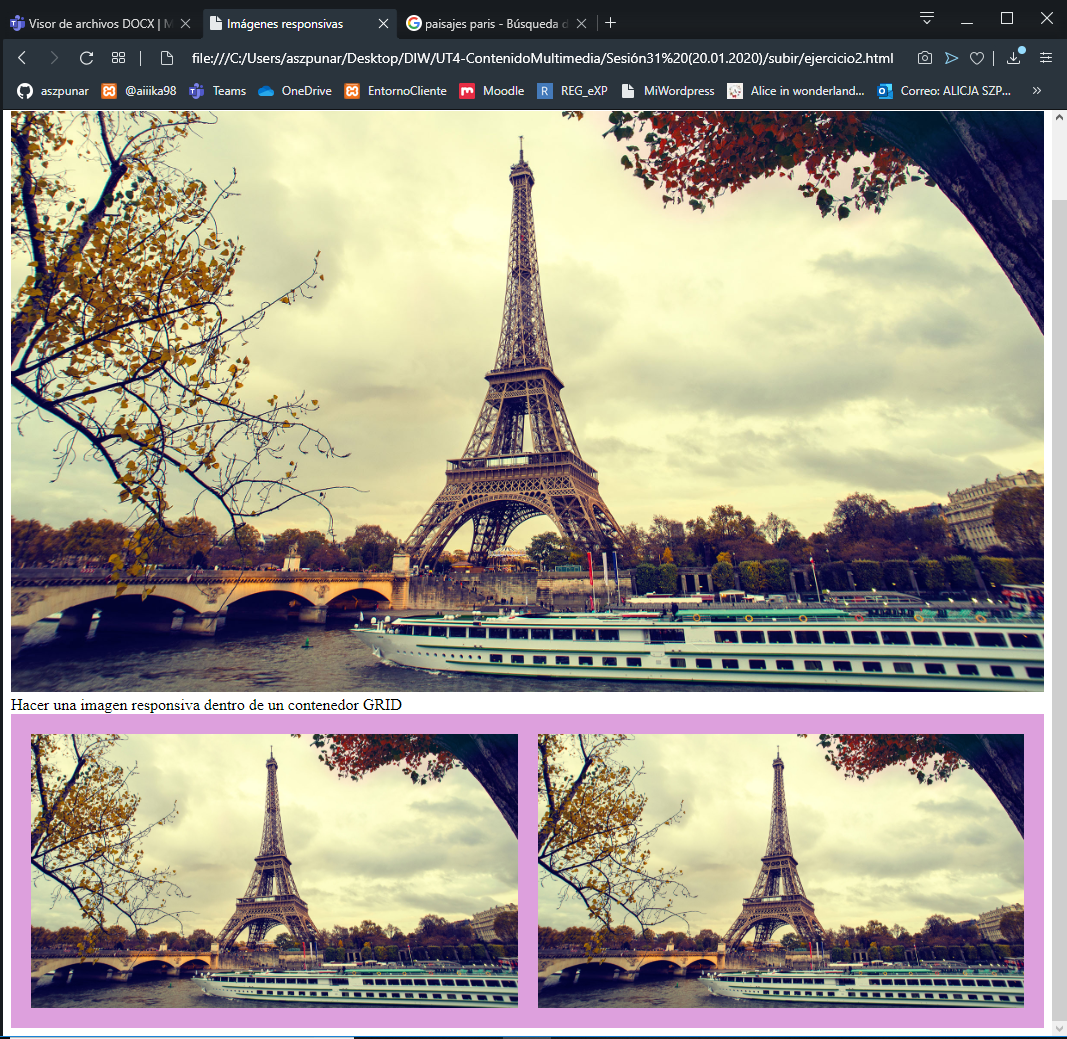 Visor de archivos DOCX | M
Imágenes responsivas
paisajes paris - Búsqueda d
file:///C:/Users/aszpunar/Desktop/DIW/UT4-ContenidoMultimedia/Sesión31%20(20.01.2020)/subir/ejercicio2.html
aszpunar
@aiiika98
Teams
OneDrive
EntornoCliente
Moodle
R
REG_eXP
MiWordpress
Alice in wonderland...
Correo: ALICJA SZP...
Hacer una imagen responsiva dentro de un contenedor GRID